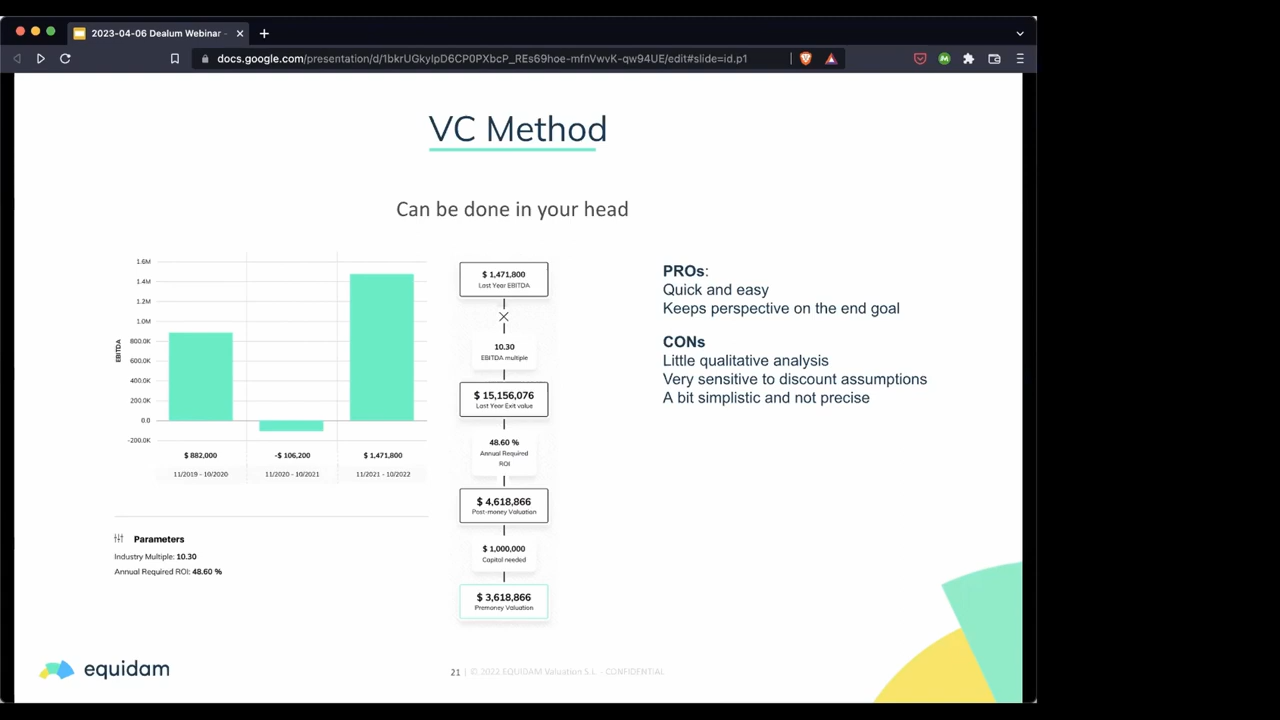 2023-04-06 Dealum Webinar -
docs.google.com/presentation/d/1bkrUGkyIpD6CP0PXbcP_REs69hoe-mfnVwvK-qw94UE/edit#slide=id.p1
VC Method
Can be done in your head
1.6M
1.4M
1.2M
1.0M
800.0K
600.0K
400.0K
200.0K
0.0
-200.0K
EBITDA
$ 882,000
-$ 106,200
$ 1,471,800
11/2019 - 10/2020
11/2020 - 10/2021
11/2021 - 10/2022
Parameters
Industry Multiple: 10.30
Annual Required ROI: 48.60 %
$ 1,471,800
Last Year EBITDA
10.30
EBITDA multiple
$ 15,156,076
Last Year Exit value
48.60 %
Annual Required
ROI
$ 4,618,866
Post-money Valuation
$ 1,000,000
Capital needed
$ 3,618,866
Premoney Valuation
PROs:
Quick and easy
Keeps perspective on the end goal
CONs
Little qualitative analysis
Very sensitive to discount assumptions
A bit simplistic and not precise
equidam
21 | © 2022 EQUIDAM Valuation S.L. - CONFIDENTIAL